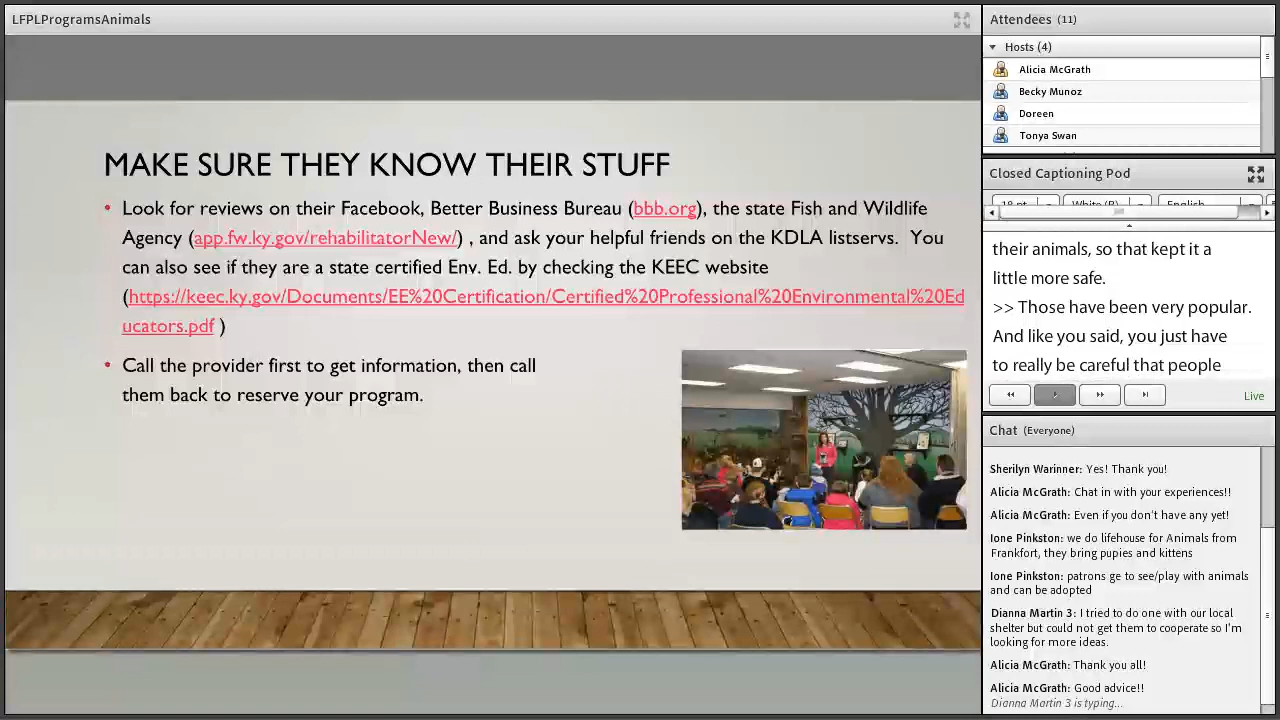 LFPLProgramsAnimals
MAKE SURE THEY KNOW THEIR STUFF
• Look for reviews on their Facebook, Better Business Bureau (bbb.org), the state Fish and Wildlife
Agency (app.fw.ky.gov/rehabilitatorNew/) , and ask your helpful friends on the KDLA listservs. You
can also see if they are a state certified Env. Ed. by checking the KEEC website
(https://keec.ky.gov/Documents/EE%20Certification/Certified%20Professional%20Environmental%20Ed
ucators.pdf )
• Call the provider first to get information, then call
them back to reserve your program.
Attendees (11)
Hosts (4)
Alicia McGrath
Becky Munoz
Doreen
Tonya Swan
Closed Captioning Pod
18 pt
White (B)
English
their animals, so that kept it a
little more safe.
>> Those have been very popular.
And like you said, you just have
to really be careful that people
Live
Chat (Everyone)
Sherilyn Warinner: Yes! Thank you!
Alicia McGrath: Chat in with your experiences!!
Alicia McGrath: Even if you don't have any yet!
Ione Pinkston: we do lifehouse for Animals from
Frankfort, they bring pupies and kittens
Ione Pinkston: patrons ge to see/play with animals
and can be adopted
Dianna Martin 3: I tried to do one with our local
shelter but could not get them to cooperate so I'm
looking for more ideas.
Alicia McGrath: Thank you all!
Alicia McGrath: Good advice!!
Dianna Martin 3 is typing...